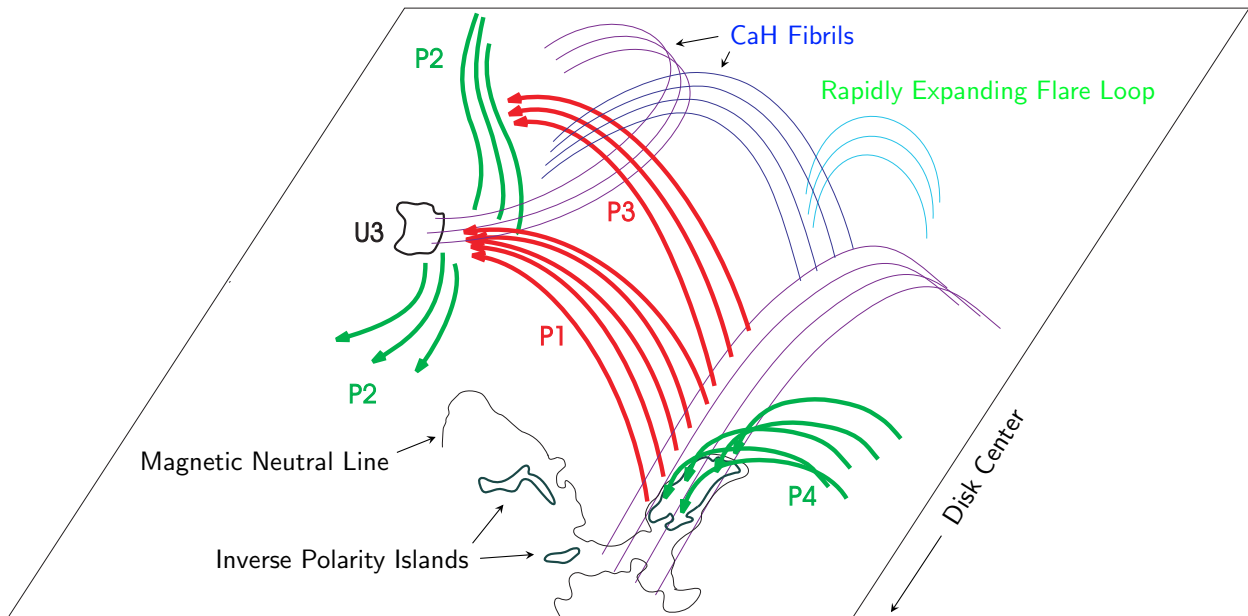 P2
CaH Fibrils
Rapidly Expanding Flare Loop
P3
U3
P1
P2
Magnetic Neutral Line
P4
Disk Center
Inverse Polarity Islands